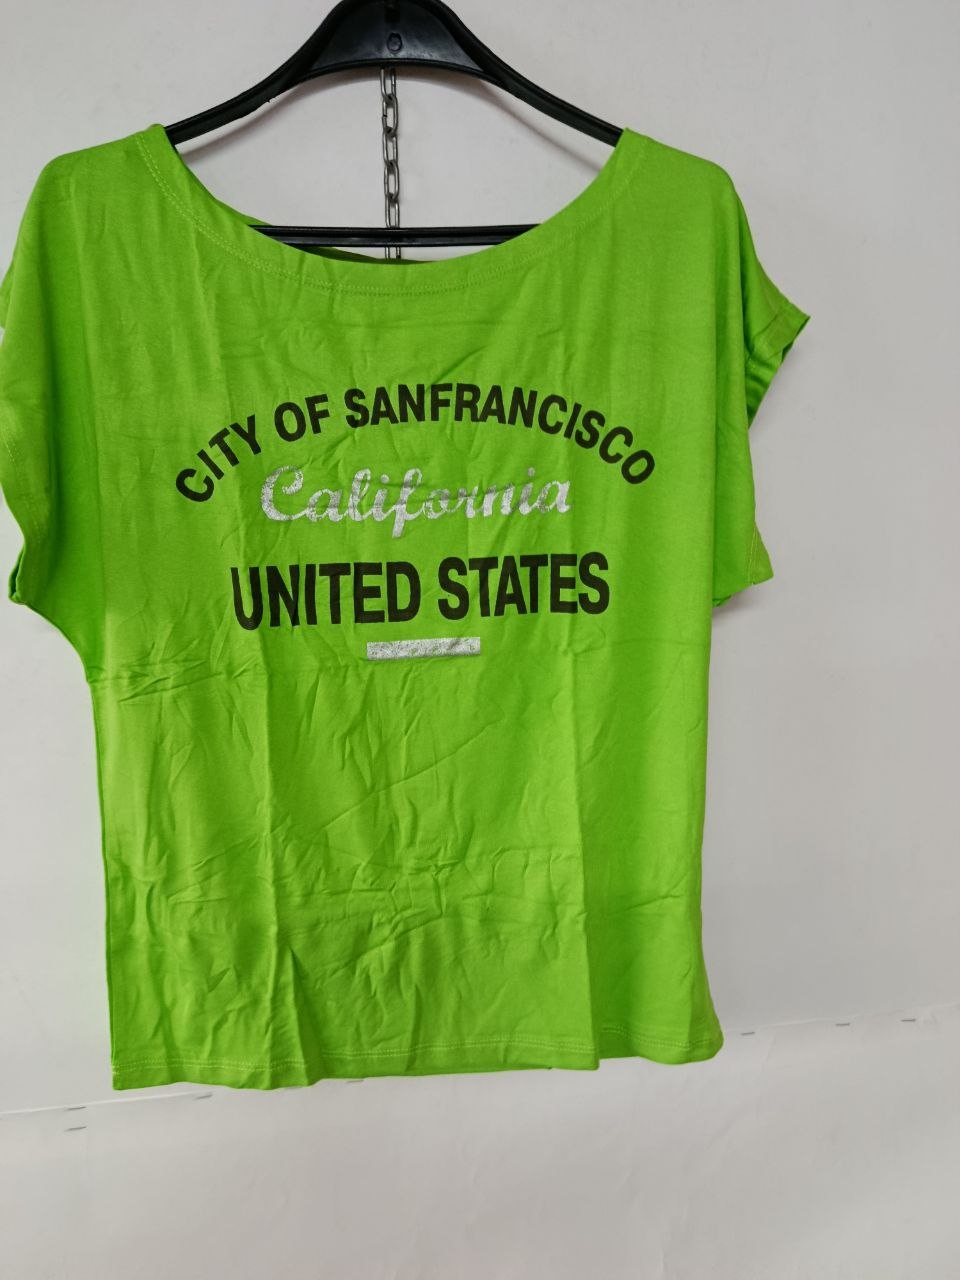 CITY OF SANFRANCISCO
California
UNITED STATES